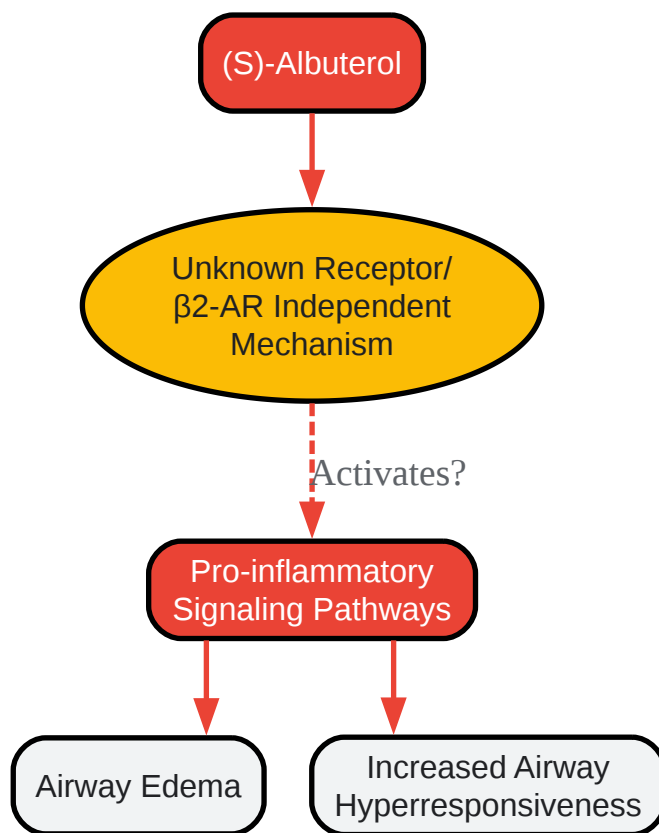 (S)-Albuterol
Unknown Receptor/
β2-AR Independent
Mechanism
Activates?
Pro-inflammatory
Signaling Pathways
Airway Edema
Increased Airway
Hyperresponsiveness